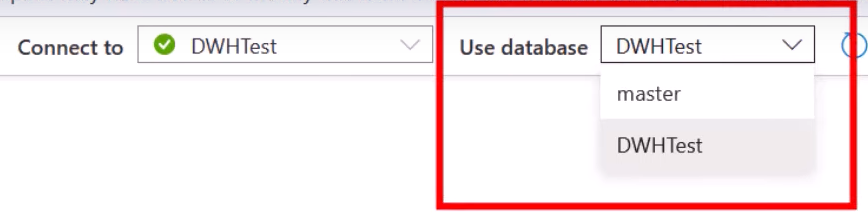 Connect to DWHTest Use database DWHTest
master
DWHTest